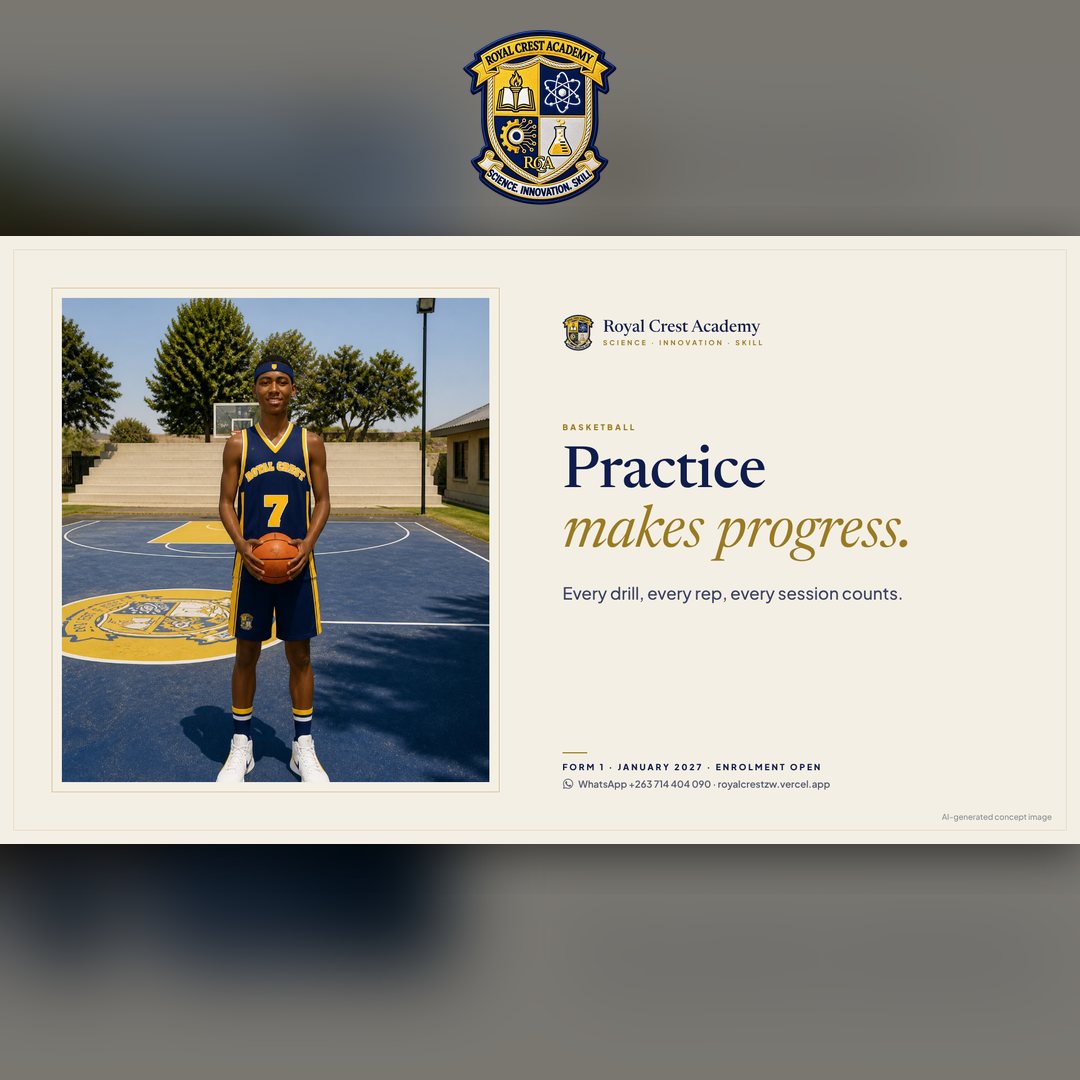 ROYAL CREST ACADEMY
RCA
SCIENCE. INNOVATION. SKILL
Royal Crest Academy
SCIENCE · INNOVATION · SKILL
BASKETBALL
Practice
makes progress.
Every drill, every rep, every session counts.
ROYAL CREST
7
FORM 1 · JANUARY 2027 · ENROLMENT OPEN
WhatsApp +263 714 404 090 · royalcrestzw.vercel.app
AI-generated concept image